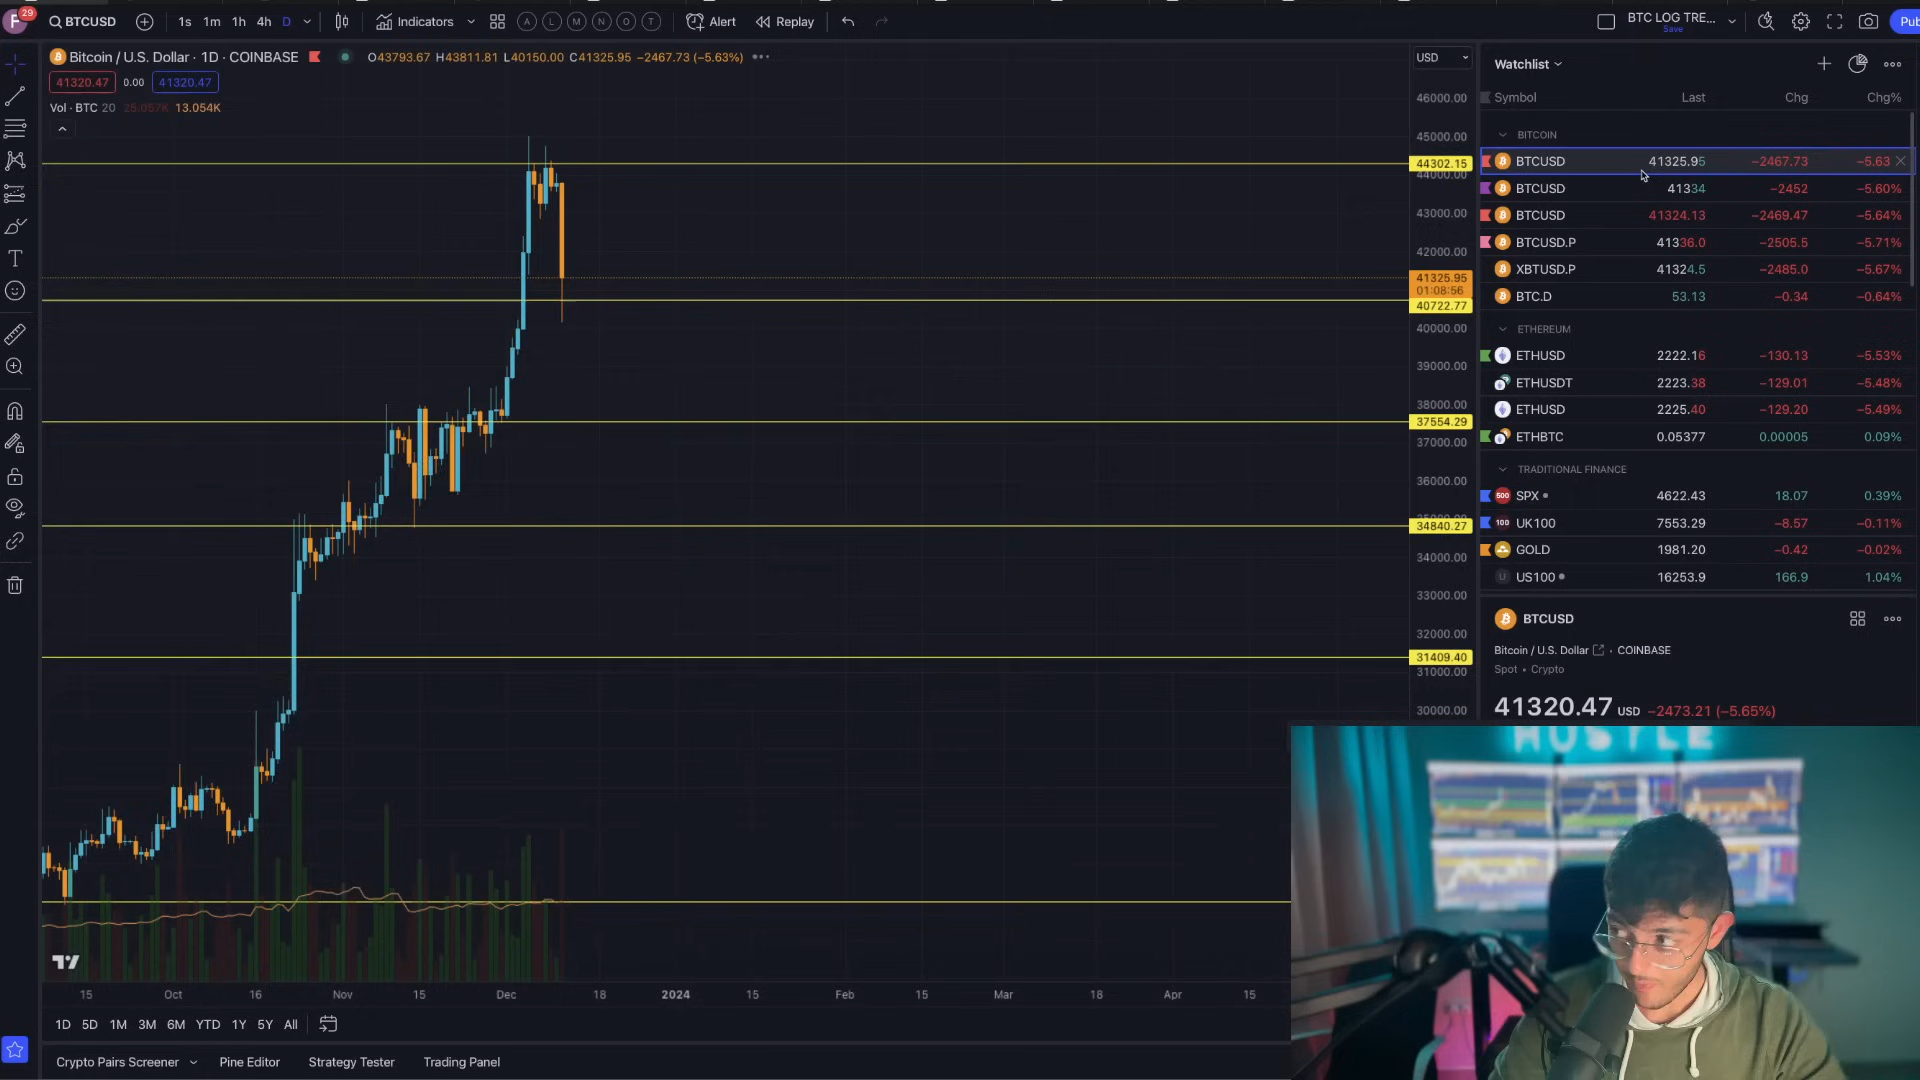 F 29 BTCUSD 1s 1m 1h 4h D Indicators A L M N O T Alert Replay BTC LOG TRE... Save Pub
Bitcoin / U.S. Dollar · 1D · COINBASE O43793.67 H43811.81 L40150.00 C41325.95 −2467.73 (−5.63%)
41320.47 0.00 41320.47
Vol · BTC 20 25.057K 13.054K
USD
46000.00
45000.00
44302.15
44000.00
43000.00
42000.00
41325.95
01:08:56
40722.77
40000.00
39000.00
38000.00
37554.29
37000.00
36000.00
34840.27
34000.00
33000.00
32000.00
31409.40
31000.00
30000.00
15 Oct 16 Nov 15 Dec 18 2024 15 Feb 15 Mar 18 Apr 15
1D 5D 1M 3M 6M YTD 1Y 5Y All
Crypto Pairs Screener Pine Editor Strategy Tester Trading Panel
Watchlist
Symbol Last Chg Chg%
BITCOIN
BTCUSD 41325.95 −2467.73 −5.63
BTCUSD 41334 −2452 −5.60%
BTCUSD 41324.13 −2469.47 −5.64%
BTCUSD.P 41336.0 −2505.5 −5.71%
XBTUSD.P 41324.5 −2485.0 −5.67%
BTC.D 53.13 −0.34 −0.64%
ETHEREUM
ETHUSD 2222.16 −130.13 −5.53%
ETHUSDT 2223.38 −129.01 −5.48%
ETHUSD 2225.40 −129.20 −5.49%
ETHBTC 0.05377 0.00005 0.09%
TRADITIONAL FINANCE
500 SPX 4622.43 18.07 0.39%
100 UK100 7553.29 −8.57 −0.11%
GOLD 1981.20 −0.42 −0.02%
U US100 16253.9 166.9 1.04%
BTCUSD
Bitcoin / U.S. Dollar · COINBASE
Spot • Crypto
41320.47 USD −2473.21 (−5.65%)
HUSTLE